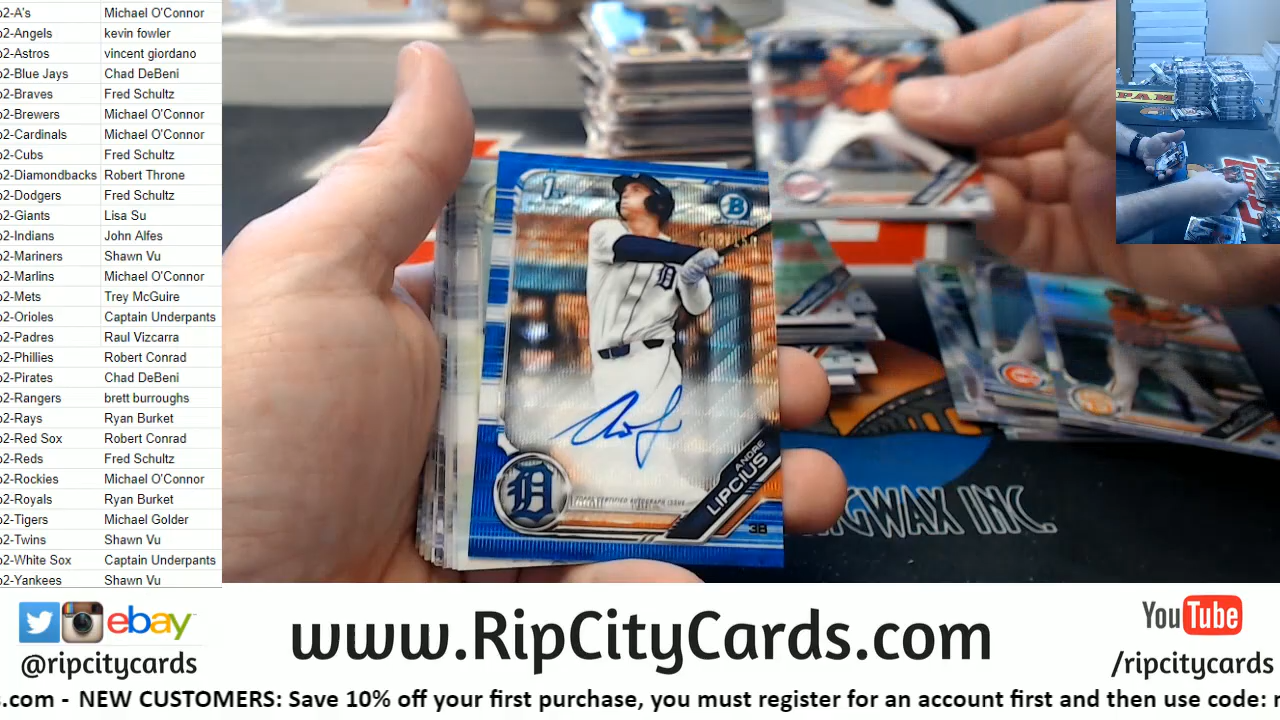 o2-A's Michael O'Connor
o2-Angels kevin fowler
o2-Astros vincent giordano
o2-Blue Jays Chad DeBeni
o2-Braves Fred Schultz
o2-Brewers Michael O'Connor
o2-Cardinals Michael O'Connor
o2-Cubs Fred Schultz
o2-Diamondbacks Robert Throne
o2-Dodgers Fred Schultz
o2-Giants Lisa Su
o2-Indians John Alfes
o2-Mariners Shawn Vu
o2-Marlins Michael O'Connor
o2-Mets Trey McGuire
o2-Orioles Captain Underpants
o2-Padres Raul Vizcarra
o2-Phillies Robert Conrad
o2-Pirates Chad DeBeni
o2-Rangers brett burroughs
o2-Rays Ryan Burket
o2-Red Sox Robert Conrad
o2-Reds Fred Schultz
o2-Rockies Michael O'Connor
o2-Royals Ryan Burket
o2-Tigers Michael Golder
o2-Twins Shawn Vu
o2-White Sox Captain Underpants
o2-Yankees Shawn Vu
1st
B
Chrome
D
TOPPS CERTIFIED AUTOGRAPH ISSUE
ANDRE
LIPCIUS
3B
GWAX INC.
ebay
@ripcitycards
www.RipCityCards.com
YouTube
/ripcitycards
s.com - NEW CUSTOMERS: Save 10% off your first purchase, you must register for an account first and then use code: